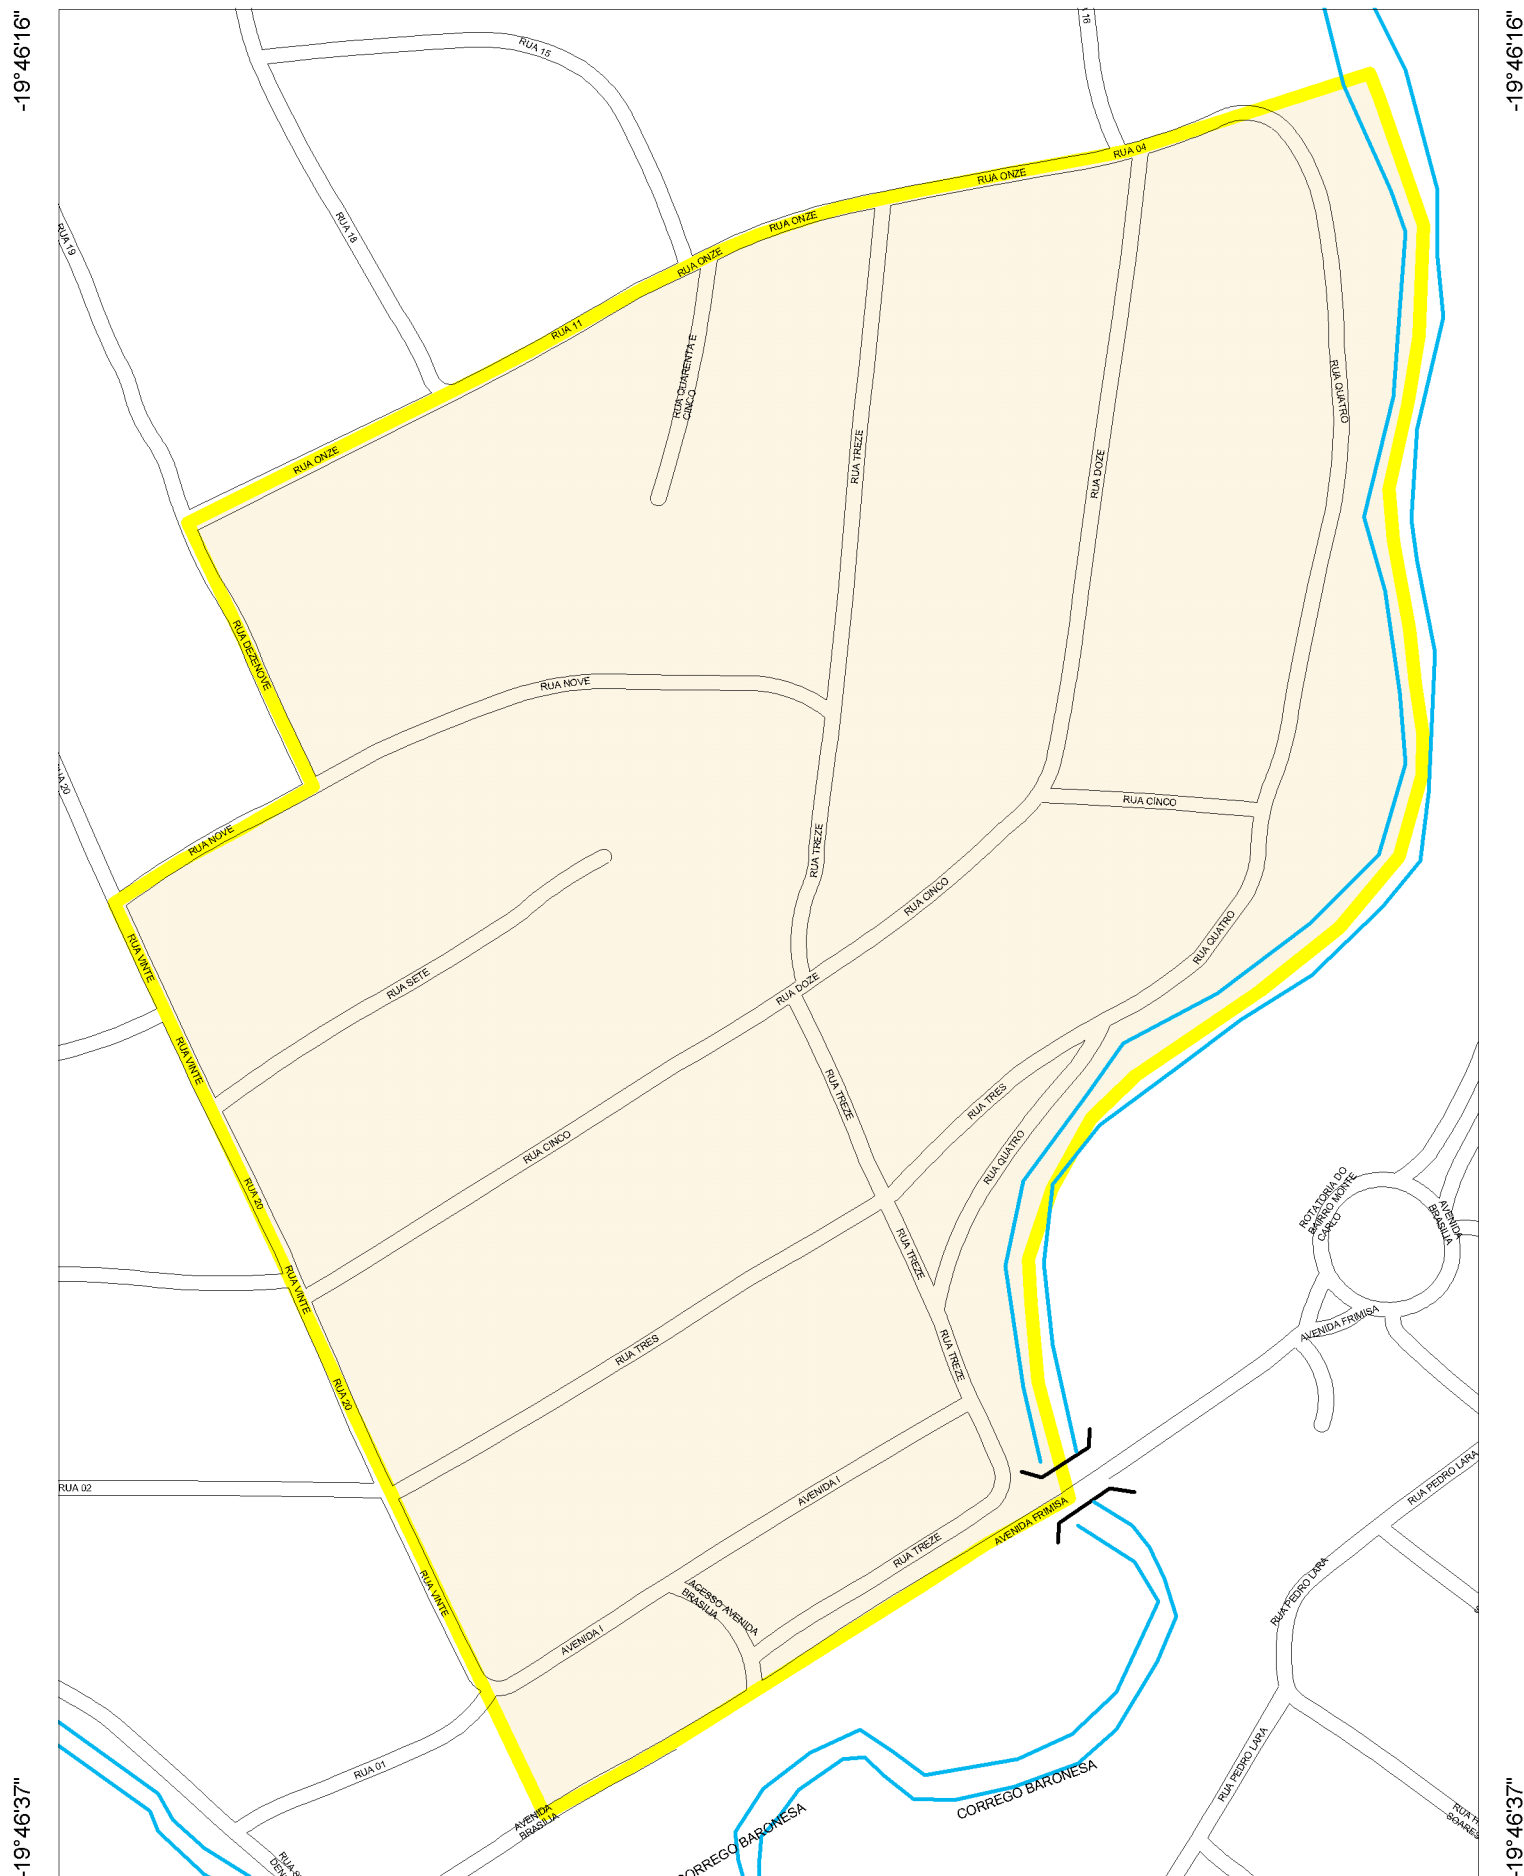 -19°46'16"
-19°46'16"
RUA 15
RUA 04
RUA ONZE
RUA ONZE
RUA 18
RUA 19
RUA ONZE
RUA 11
RUA QUARENTA E
CINCO
RUA QUATRO
RUA TREZE
RUA ONZE
RUA DOZE
RUA DEZENOVE
RUA NOVE
RUA CINCO
RUA NOVE
RUA TREZE
RUA CINCO
RUA QUATRO
RUA VINTE
RUA SETE
RUA DOZE
RUA VINTE
RUA TREZE
RUA TRES
RUA CINCO
RUA QUATRO
RUA 20
ROTATORIA DO
BAIRRO MONTE
CARLO
AVENIDA
BRASILIA
RUA TREZE
RUA VINTE
AVENIDA FRIMISA
RUA TRES
RUA TREZE
RUA 20
RUA 02
AVENIDA I
RUA PEDRO LARA
AVENIDA FRIMISA
RUA TREZE
RUA VINTE
ACESSO AVENIDA
BRASILIA
RUA PEDRO LARA
AVENIDA I
RUA 01
RUA PEDRO LARA
CORREGO BARONESA
AVENIDA
BRASILIA
CORREGO BARONESA
SOARES
-19°46'37"
-19°46'37"